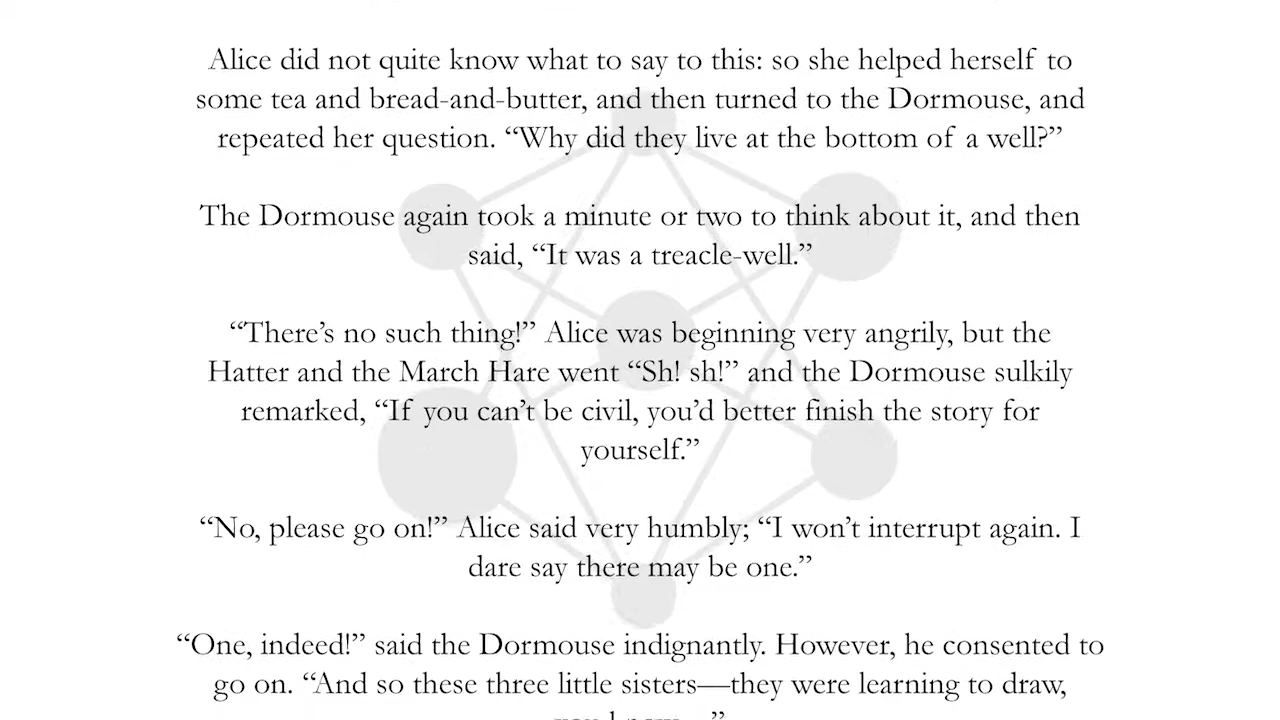 Alice did not quite know what to say to this: so she helped herself to
some tea and bread-and-butter, and then turned to the Dormouse, and
repeated her question. “Why did they live at the bottom of a well?”
The Dormouse again took a minute or two to think about it, and then
said, “It was a treacle-well.”
“There’s no such thing!” Alice was beginning very angrily, but the
Hatter and the March Hare went “Sh! sh!” and the Dormouse sulkily
remarked, “If you can’t be civil, you’d better finish the story for
yourself.”
“No, please go on!” Alice said very humbly; “I won’t interrupt again. I
dare say there may be one.”
“One, indeed!” said the Dormouse indignantly. However, he consented to
go on. “And so these three little sisters—they were learning to draw,